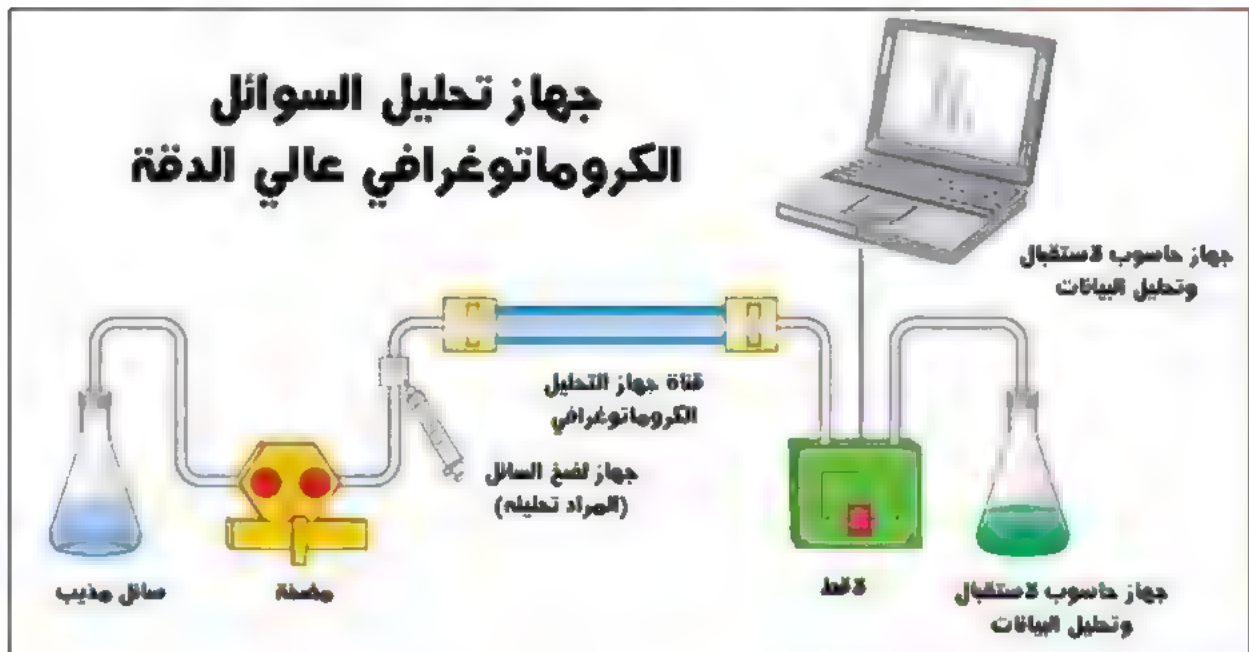 جهاز تحليل السوائل
الكروماتوغرافي عالي الدقة
جهاز حاسوب لاستقبال
وتحليل البيانات
قناة جهاز التحليل
الكروماتوغرافي
جهاز لضخ السائل
(المراد تحليله)
سائل مذيب
مضخة
لاقط
جهاز حاسوب لاستقبال
وتحليل البيانات